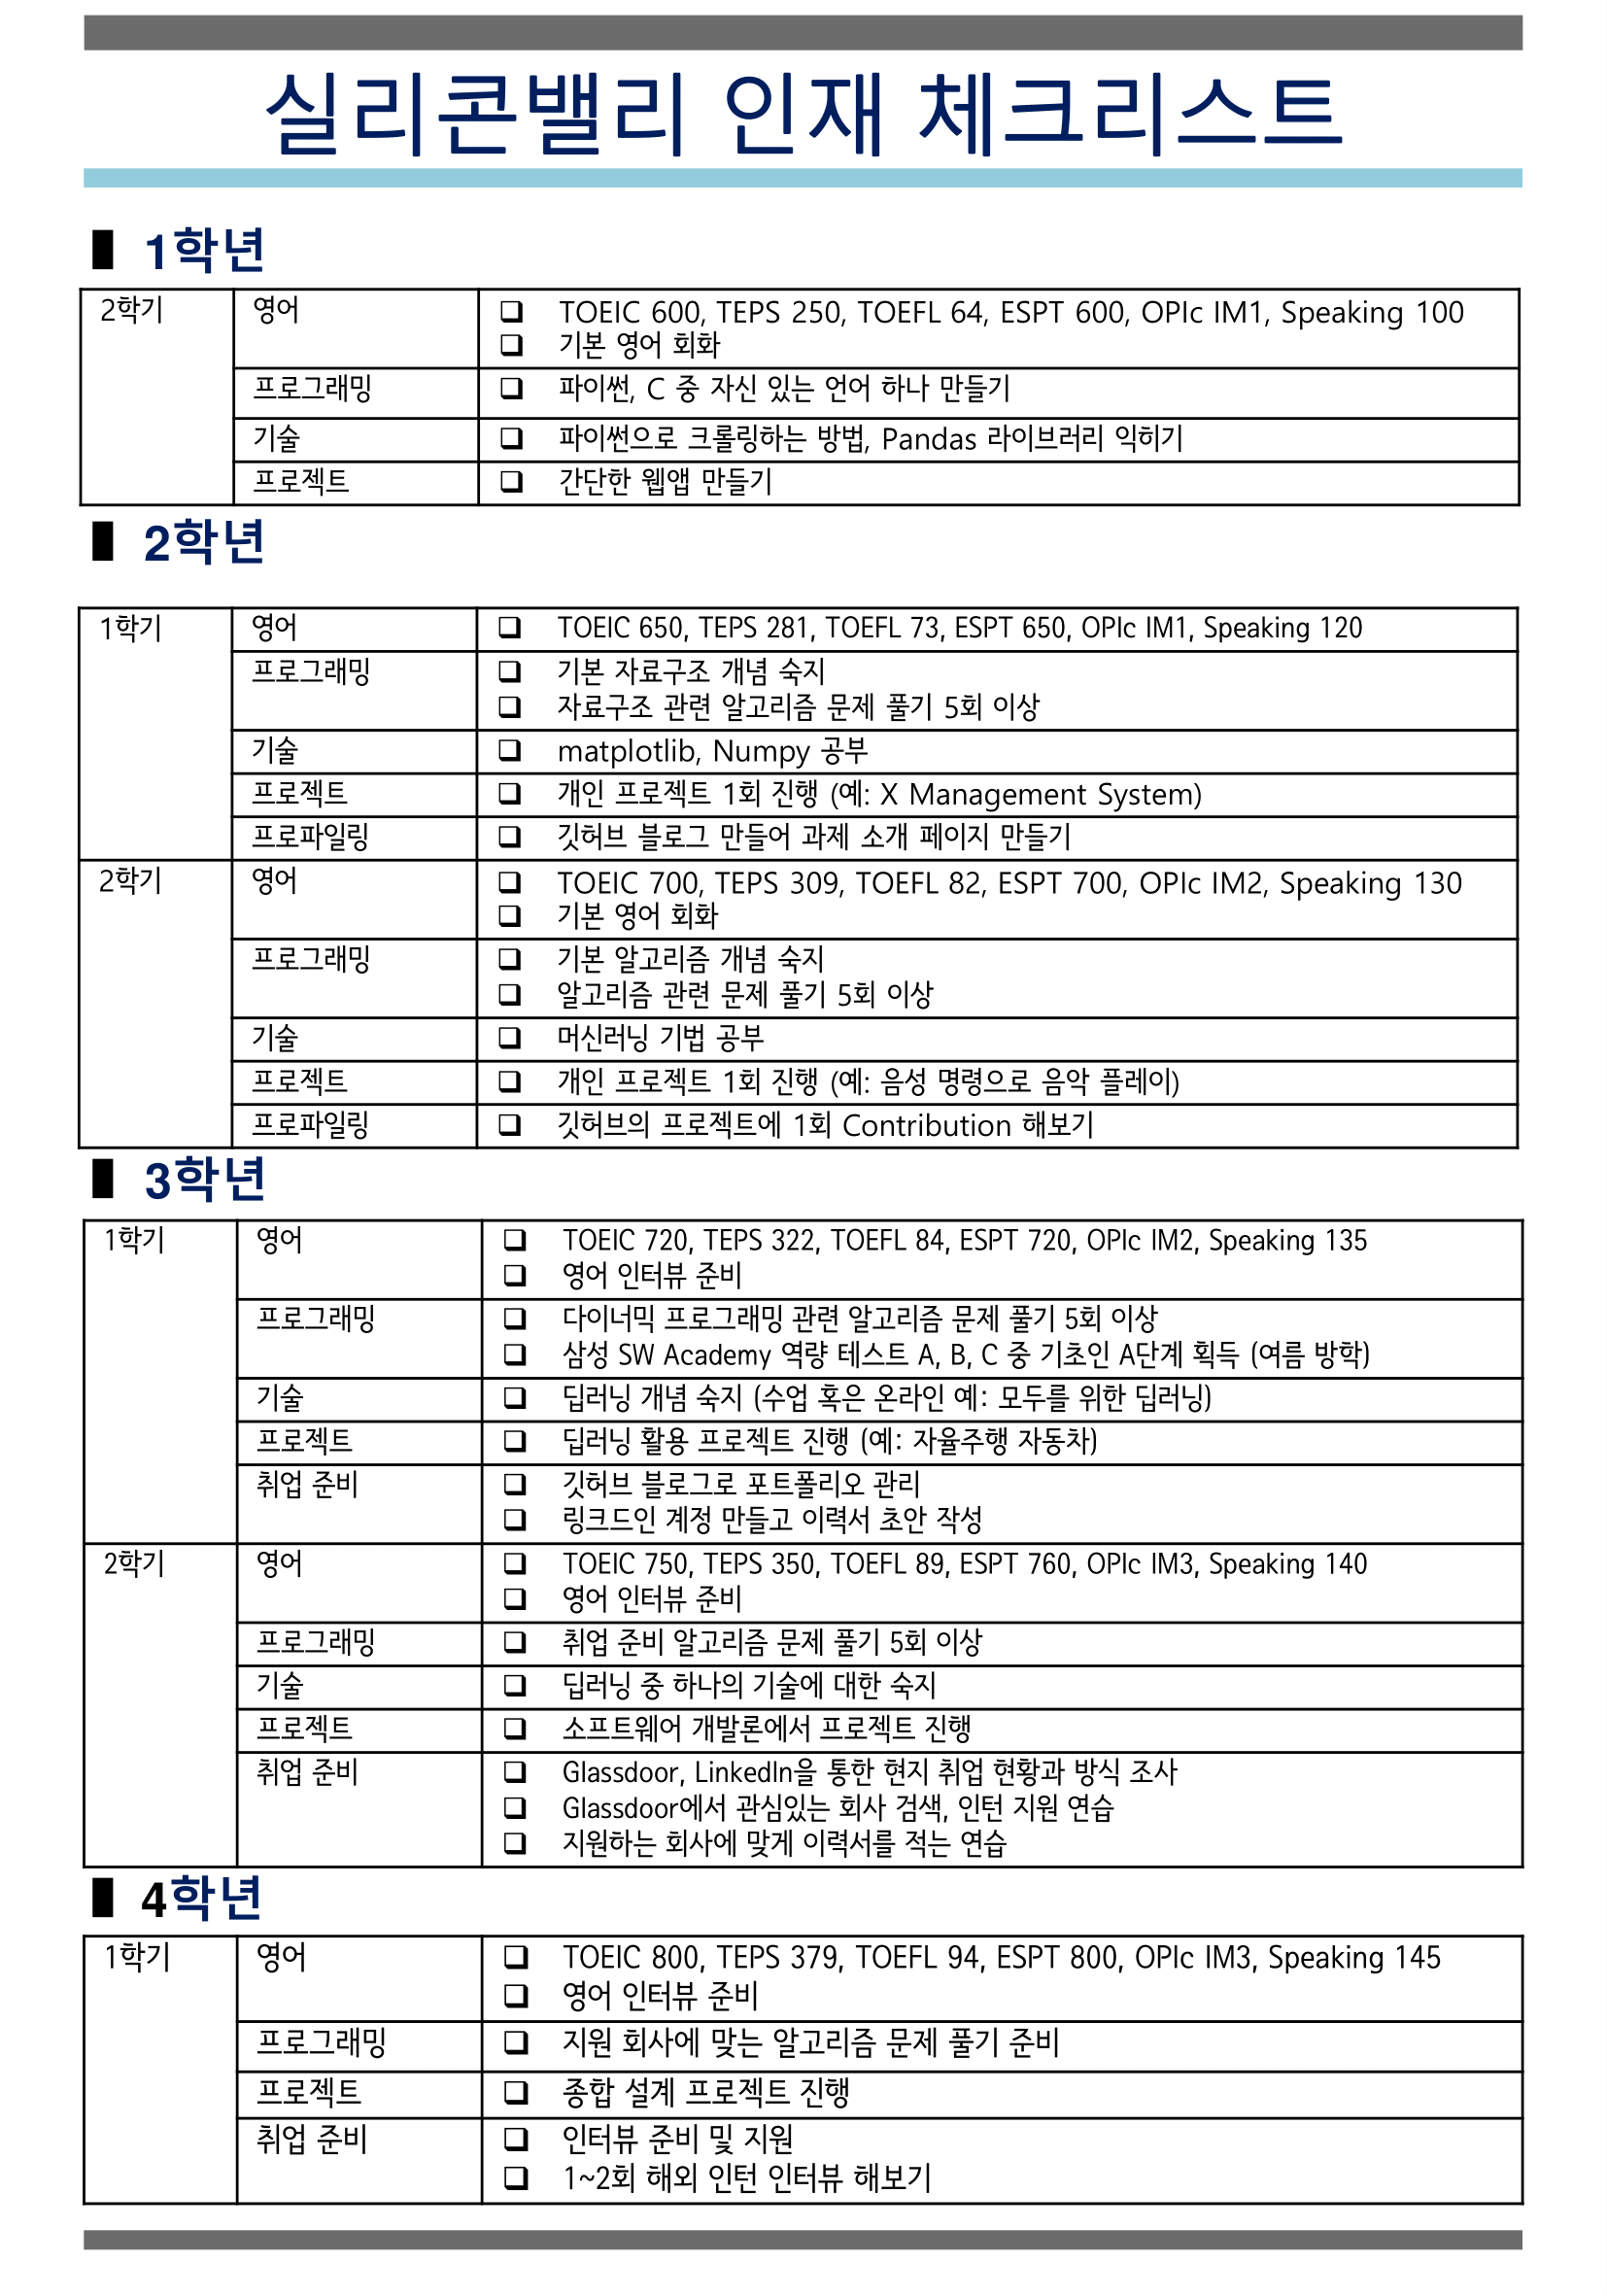 실리콘밸리 인재 체크리스트
1학년
2학기 영어 ❑ TOEIC 600, TEPS 250, TOEFL 64, ESPT 600, OPIc IM1, Speaking 100
❑ 기본 영어 회화
프로그래밍 ❑ 파이썬, C 중 자신 있는 언어 하나 만들기
기술 ❑ 파이썬으로 크롤링하는 방법, Pandas 라이브러리 익히기
프로젝트 ❑ 간단한 웹앱 만들기
2학년
1학기 영어 ❑ TOEIC 650, TEPS 281, TOEFL 73, ESPT 650, OPIc IM1, Speaking 120
프로그래밍 ❑ 기본 자료구조 개념 숙지
❑ 자료구조 관련 알고리즘 문제 풀기 5회 이상
기술 ❑ matplotlib, Numpy 공부
프로젝트 ❑ 개인 프로젝트 1회 진행 (예: X Management System)
프로파일링 ❑ 깃허브 블로그 만들어 과제 소개 페이지 만들기
2학기 영어 ❑ TOEIC 700, TEPS 309, TOEFL 82, ESPT 700, OPIc IM2, Speaking 130
❑ 기본 영어 회화
프로그래밍 ❑ 기본 알고리즘 개념 숙지
❑ 알고리즘 관련 문제 풀기 5회 이상
기술 ❑ 머신러닝 기법 공부
프로젝트 ❑ 개인 프로젝트 1회 진행 (예: 음성 명령으로 음악 플레이)
프로파일링 ❑ 깃허브의 프로젝트에 1회 Contribution 해보기
3학년
1학기 영어 ❑ TOEIC 720, TEPS 322, TOEFL 84, ESPT 720, OPIc IM2, Speaking 135
❑ 영어 인터뷰 준비
프로그래밍 ❑ 다이너믹 프로그래밍 관련 알고리즘 문제 풀기 5회 이상
❑ 삼성 SW Academy 역량 테스트 A, B, C 중 기초인 A단계 획득 (여름 방학)
기술 ❑ 딥러닝 개념 숙지 (수업 혹은 온라인 예: 모두를 위한 딥러닝)
프로젝트 ❑ 딥러닝 활용 프로젝트 진행 (예: 자율주행 자동차)
취업 준비 ❑ 깃허브 블로그로 포트폴리오 관리
❑ 링크드인 계정 만들고 이력서 초안 작성
2학기 영어 ❑ TOEIC 750, TEPS 350, TOEFL 89, ESPT 760, OPIc IM3, Speaking 140
❑ 영어 인터뷰 준비
프로그래밍 ❑ 취업 준비 알고리즘 문제 풀기 5회 이상
기술 ❑ 딥러닝 중 하나의 기술에 대한 숙지
프로젝트 ❑ 소프트웨어 개발론에서 프로젝트 진행
취업 준비 ❑ Glassdoor, LinkedIn을 통한 현지 취업 현황과 방식 조사
❑ Glassdoor에서 관심있는 회사 검색, 인턴 지원 연습
❑ 지원하는 회사에 맞게 이력서를 적는 연습
4학년
1학기 영어 ❑ TOEIC 800, TEPS 379, TOEFL 94, ESPT 800, OPIc IM3, Speaking 145
❑ 영어 인터뷰 준비
프로그래밍 ❑ 지원 회사에 맞는 알고리즘 문제 풀기 준비
프로젝트 ❑ 종합 설계 프로젝트 진행
취업 준비 ❑ 인터뷰 준비 및 지원
❑ 1~2회 해외 인턴 인터뷰 해보기